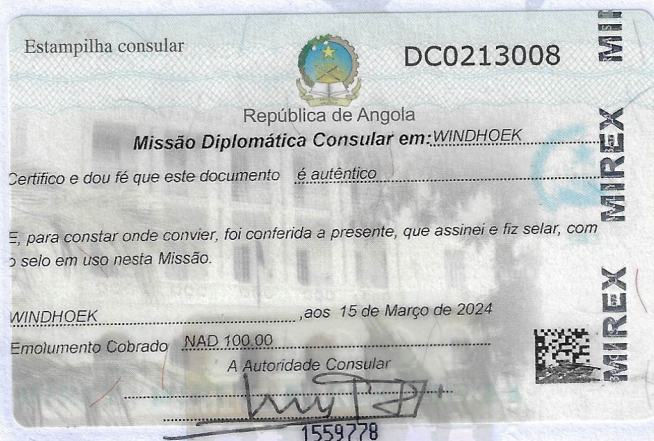 Estampilha consular
DC0213008
República de Angola
Missão Diplomática Consular em: WINDHOEK
Certifico e dou fé que este documento é autêntico
E, para constar onde convier, foi conferida a presente, que assinei e fiz selar, com
o selo em uso nesta Missão.
WINDHOEK ,aos 15 de Março de 2024
Emolumento Cobrado NAD 100.00
A Autoridade Consular
1559778
MIREX
MIREX